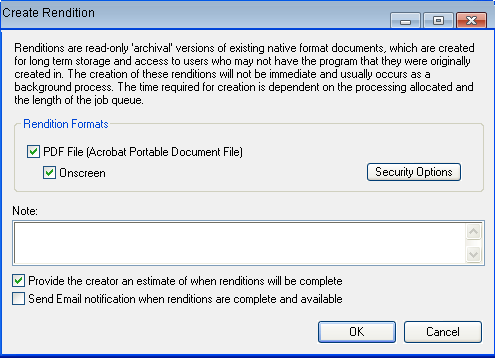 Create Rendition
Renditions are read-only 'archival' versions of existing native format documents, which are created
for long term storage and access to users who may not have the program that they were originally
created in. The creation of these renditions will not be immediate and usually occurs as a
background process. The time required for creation is dependent on the processing allocated and
the length of the job queue.
Rendition Formats
PDF File (Acrobat Portable Document File)
Onscreen
Security Options
Note:
Provide the creator an estimate of when renditions will be complete
Send Email notification when renditions are complete and available
OK
Cancel